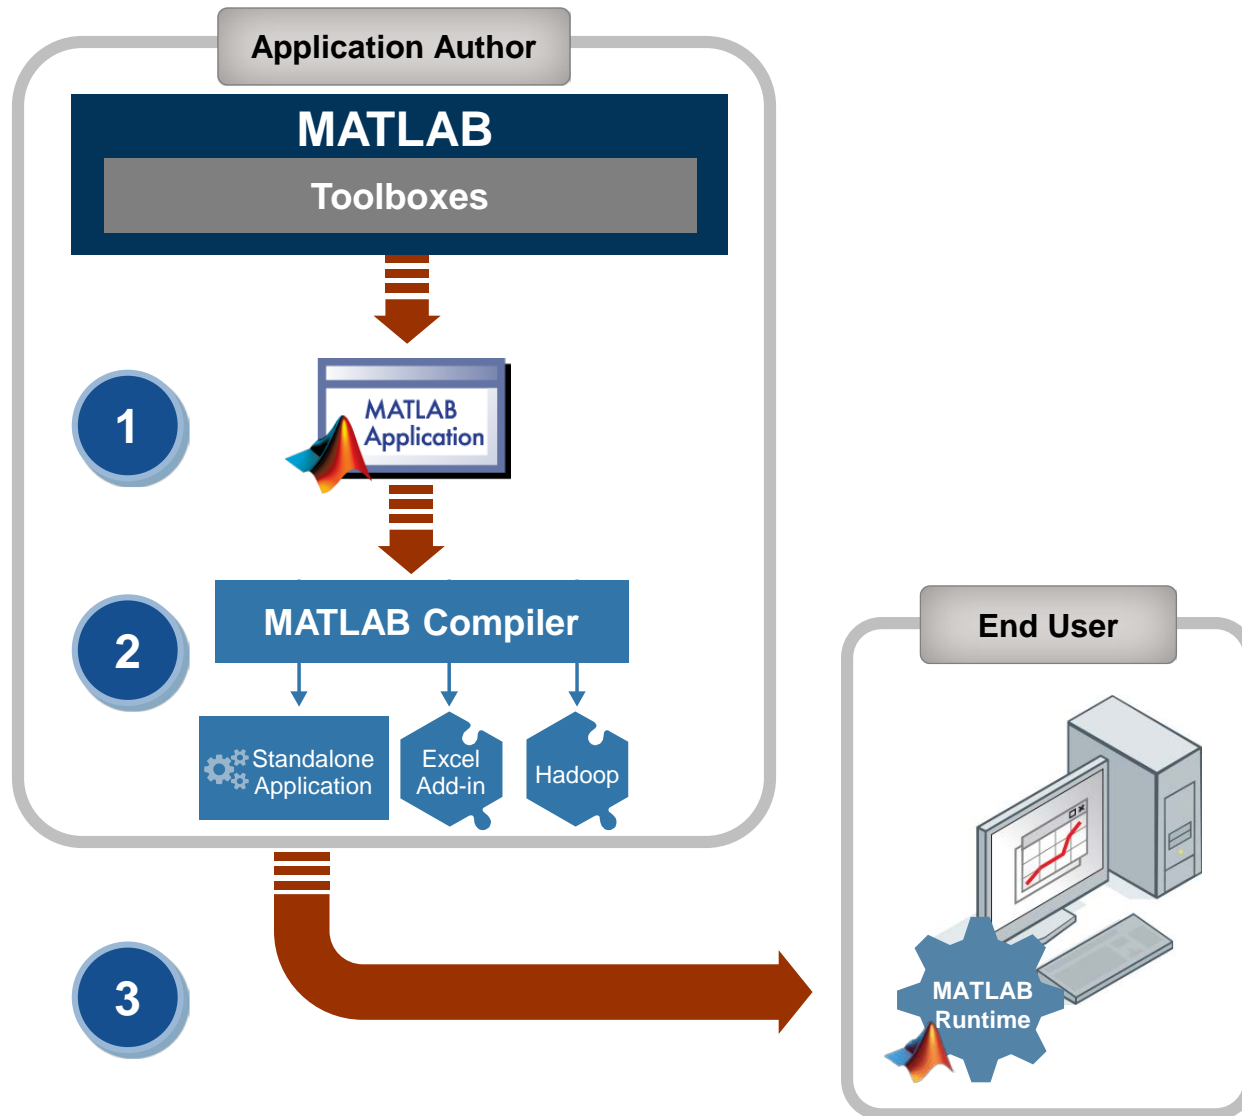 Application Author
MATLAB
Toolboxes
1
MATLAB
Application
2
MATLAB Compiler
Standalone
Application
Excel
Add-in
Hadoop
3
End User
MATLAB
Runtime